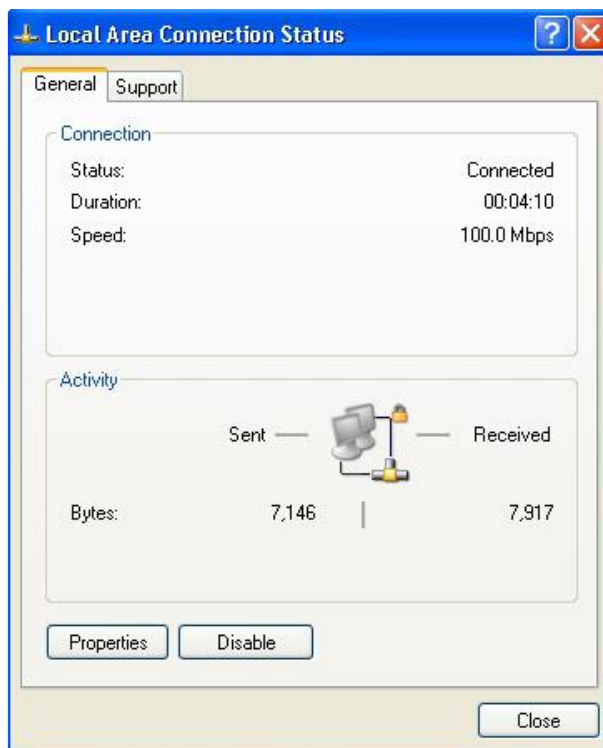 Local Area Connection Status
General Support
Connection
Status: Connected
Duration: 00:04:10
Speed: 100.0 Mbps
Activity
Sent Received
Bytes: 7,146 7,917
Properties Disable
Close